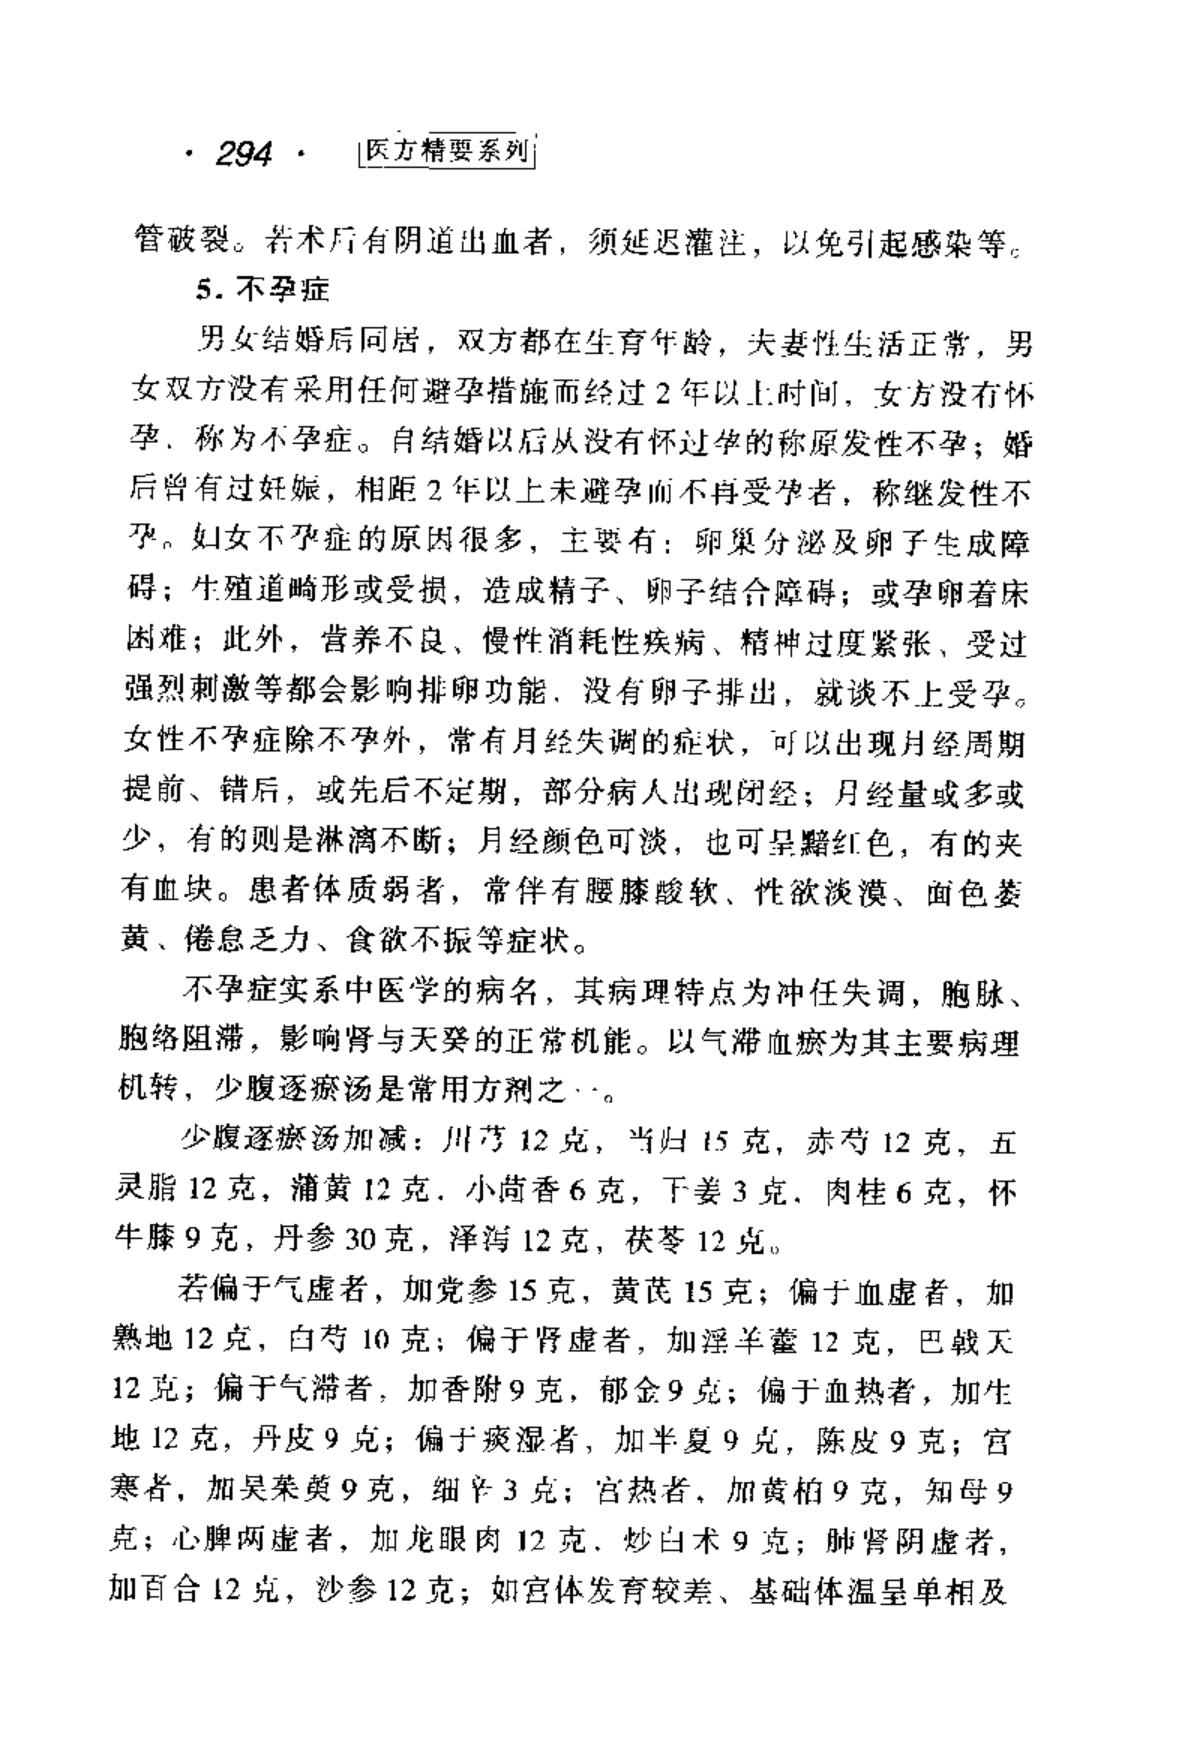 · 294 ·
医方精要系列
管破裂。若术后有阴道出血者，须延迟灌注，以免引起感染等。
5. 不孕症
男女结婚后同居，双方都在生育年龄，夫妻性生活正常，男
女双方没有采用任何避孕措施而经过 2 年以上时间，女方没有怀
孕，称为不孕症。自结婚以后从没有怀过孕的称原发性不孕；婚
后曾有过妊娠，相距 2 年以上未避孕而不再受孕者，称继发性不
孕。妇女不孕症的原因很多，主要有：卵巢分泌及卵子生成障
碍；生殖道畸形或受损，造成精子、卵子结合障碍；或孕卵着床
困难；此外，营养不良、慢性消耗性疾病、精神过度紧张、受过
强烈刺激等都会影响排卵功能，没有卵子排出，就谈不上受孕。
女性不孕症除不孕外，常有月经失调的症状，可以出现月经周期
提前、错后，或先后不定期，部分病人出现闭经；月经量或多或
少，有的则是淋漓不断；月经颜色可淡，也可呈黯红色，有的夹
有血块。患者体质弱者，常伴有腰膝酸软、性欲淡漠、面色萎
黄、倦怠乏力、食欲不振等症状。
不孕症实系中医学的病名，其病理特点为冲任失调，胞脉、
胞络阻滞，影响肾与天癸的正常机能。以气滞血瘀为其主要病理
机转，少腹逐瘀汤是常用方剂之一。
少腹逐瘀汤加减：川芎 12 克，当归 15 克，赤芍 12 克，五
灵脂 12 克，蒲黄 12 克，小茴香 6 克，干姜 3 克，肉桂 6 克，怀
牛膝 9 克，丹参 30 克，泽泻 12 克，茯苓 12 克。
若偏于气虚者，加党参 15 克，黄芪 15 克；偏于血虚者，加
熟地 12 克，白芍 10 克；偏于肾虚者，加淫羊藿 12 克，巴戟天
12 克；偏于气滞者，加香附 9 克，郁金 9 克；偏于血热者，加生
地 12 克，丹皮 9 克；偏于痰湿者，加半夏 9 克，陈皮 9 克；宫
寒者，加吴茱萸 9 克，细辛 3 克；宫热者，加黄柏 9 克，知母 9
克；心脾两虚者，加龙眼肉 12 克，炒白术 9 克；肺肾阴虚者，
加百合 12 克，沙参 12 克；如宫体发育较差、基础体温呈单相及